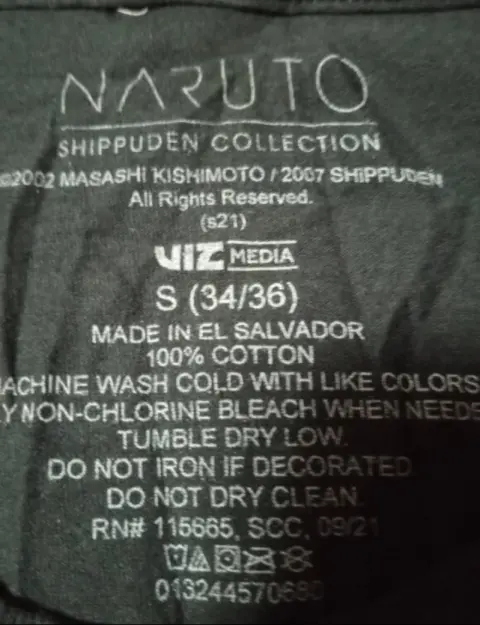 NARUTO
SHIPPUDEN COLLECTION
©2002 MASASHI KISHIMOTO / 2007 SHIPPUDEN
All Rights Reserved.
(s21)
VIZ MEDIA
S (34/36)
MADE IN EL SALVADOR
100% COTTON
ACHINE WASH COLD WITH LIKE COLORS
Y NON-CHLORINE BLEACH WHEN NEEDE
TUMBLE DRY LOW.
DO NOT IRON IF DECORATED
DO NOT DRY CLEAN.
RN# 115665, SCC, 09/21